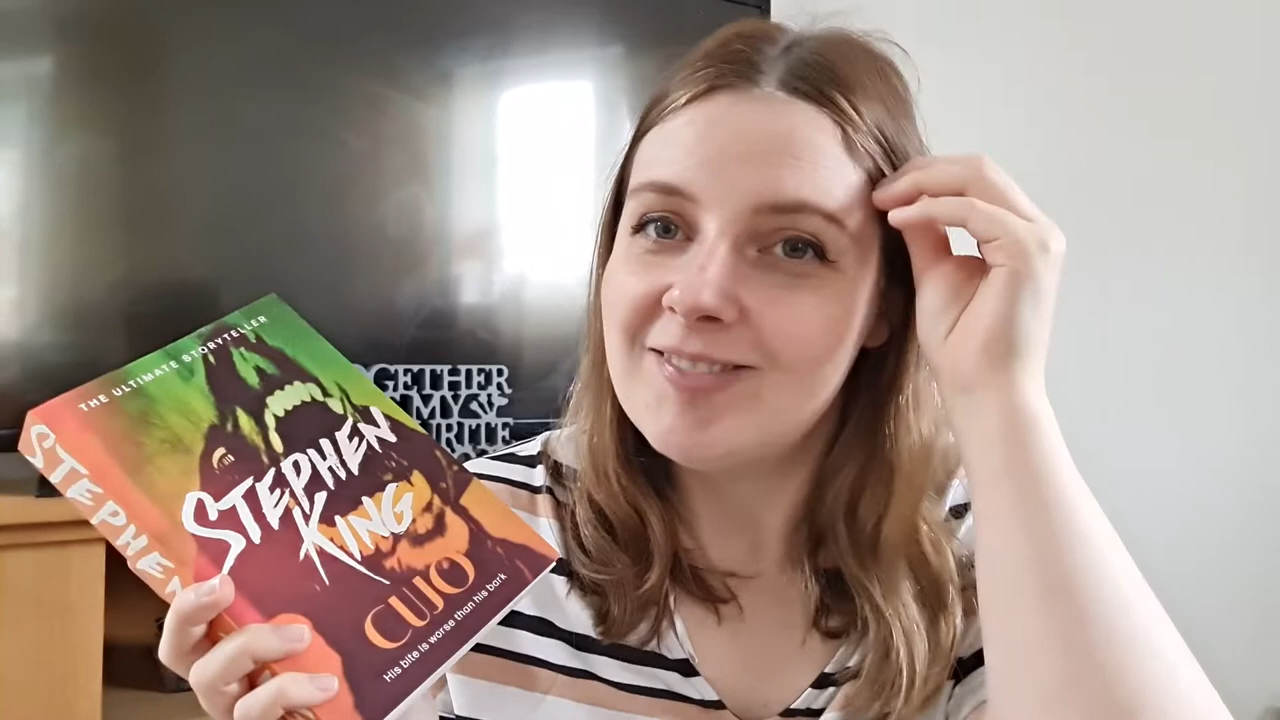 THE ULTIMATE STORYTELLER
STEPHEN
KING
CUJO
His bite is worse than his bark
STEPHEN